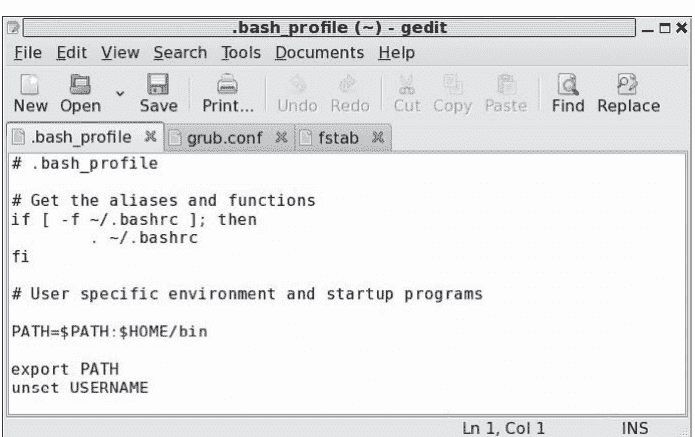 .bash_profile (~) - gedit
File Edit View Search Tools Documents Help
New Open Save Print... Undo Redo Cut Copy Paste Find Replace
.bash_profile grub.conf fstab
# .bash_profile
# Get the aliases and functions
if [ -f ~/.bashrc ]; then
. ~/.bashrc
fi
# User specific environment and startup programs
PATH=$PATH:$HOME/bin
export PATH
unset USERNAME
Ln 1, Col 1 INS